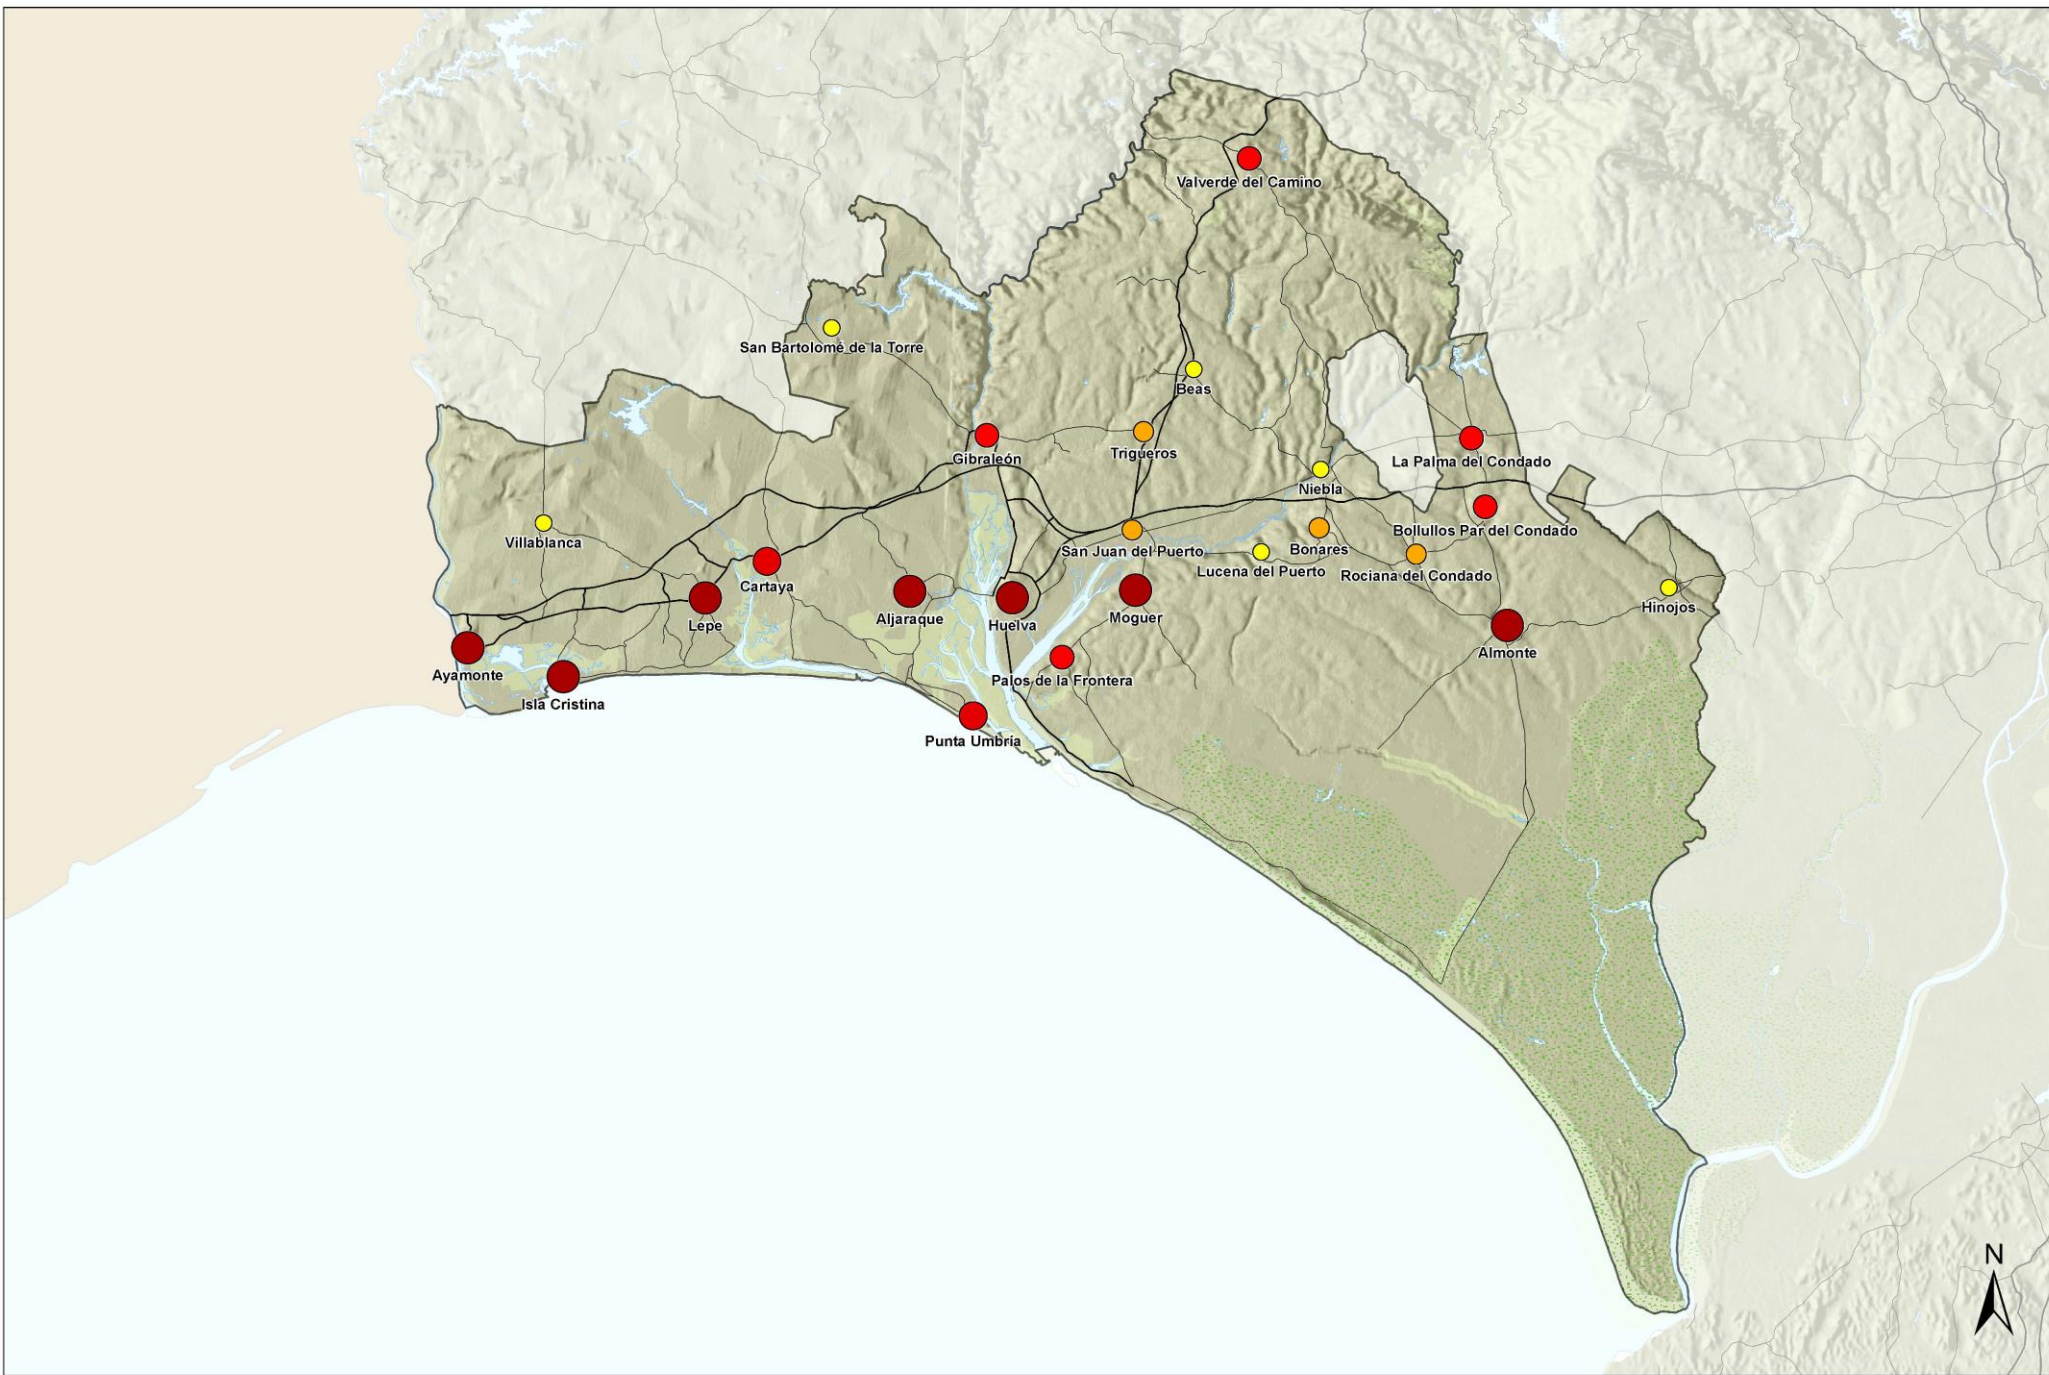 Valverde del Camino
San Bartolomé de la Torre
Beas
Gibraleón
Trigueros
La Palma del Condado
Niebla
Villablanca
San Juan del Puerto
Bonares
Bollullos Par del Condado
Lucena del Puerto
Rociana del Condado
Cartaya
Lepe
Aljaraque
Huelva
Moguer
Hinojos
Ayamonte
Isla Cristina
Palos de la Frontera
Almonte
Punta Umbría
N